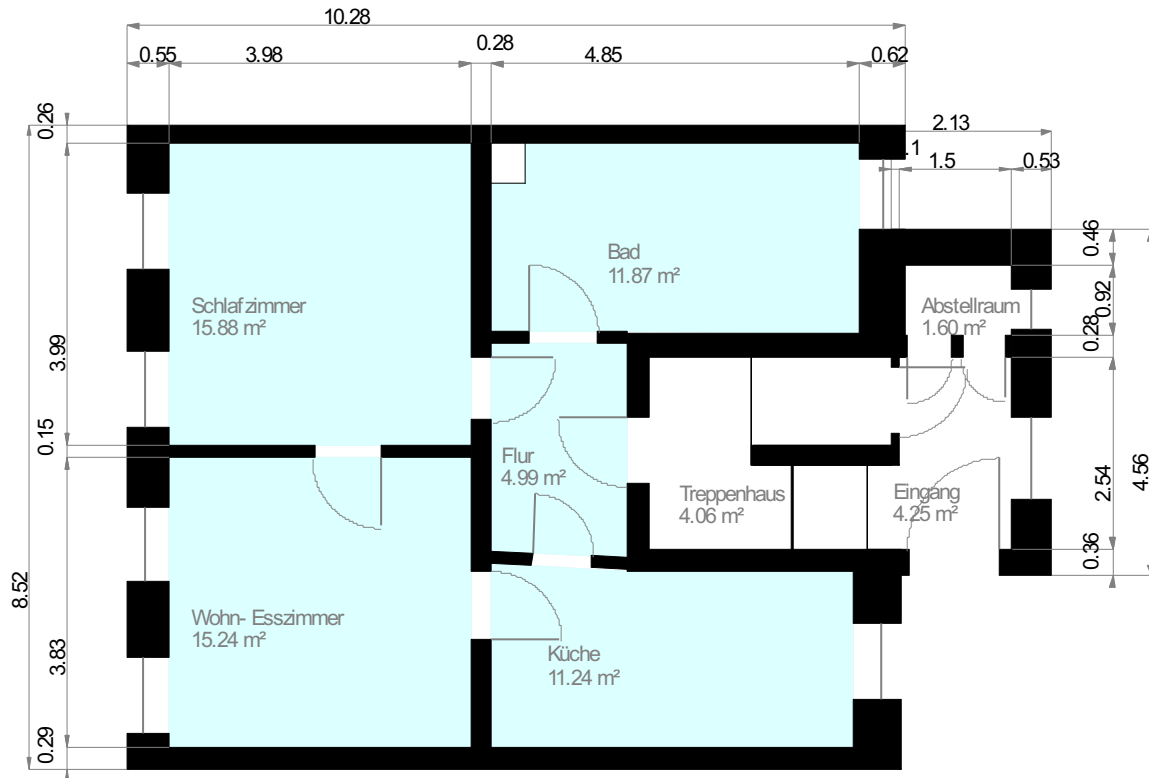 10.28
0.55
3.98
0.28
4.85
0.62
0.26
2.13
.1
1.5
0.53
0.46
Bad
11.87 m²
0.92
Schlafzimmer
15.88 m²
Abstellraum
1.60 m²
0.28
3.99
0.15
Flur
4.99 m²
Treppenhaus
4.06 m²
Eingang
4.25 m²
2.54
4.56
0.36
8.52
Wohn- Esszimmer
15.24 m²
3.83
Küche
11.24 m²
0.29